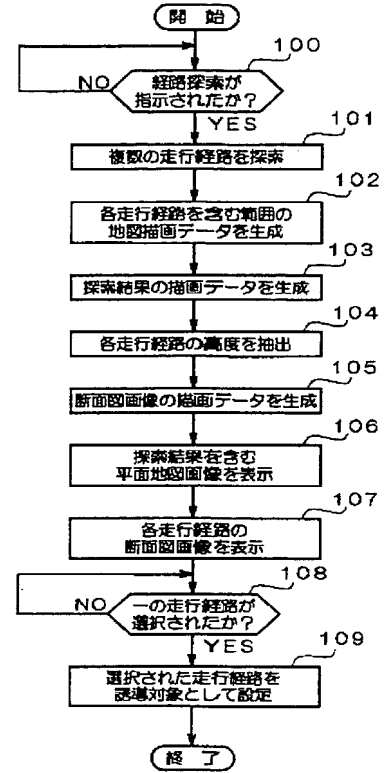 開 始
100
経路探索が
指示されたか？
NO
YES
101
複数の走行経路を探索
102
各走行経路を含む範囲の
地図描画データを生成
103
探索結果の描画データを生成
104
各走行経路の高度を抽出
105
断面図画像の描画データを生成
106
探索結果を含む
平面地図画像を表示
107
各走行経路の
断面図画像を表示
108
一の走行経路が
選択されたか？
NO
YES
109
選択された走行経路を
誘導対象として設定
終 了